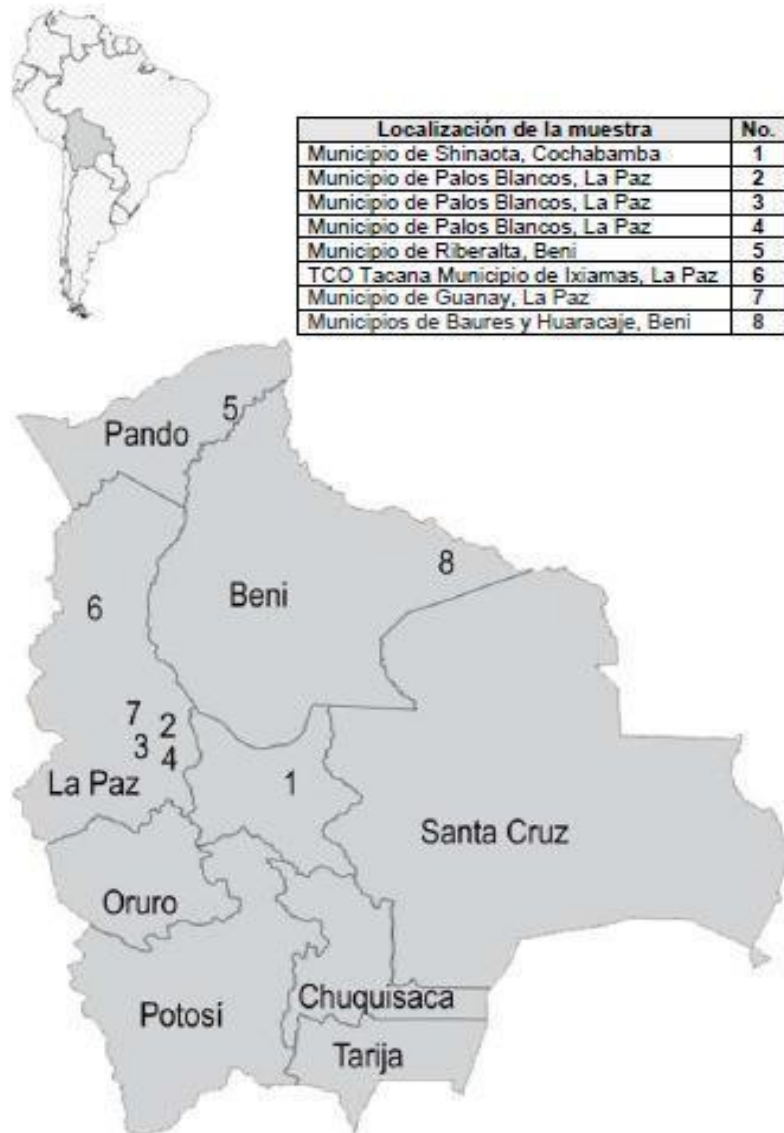 Localización de la muestra No.
Municipio de Shinaota, Cochabamba 1
Municipio de Palos Blancos, La Paz 2
Municipio de Palos Blancos, La Paz 3
Municipio de Palos Blancos, La Paz 4
Municipio de Riberalta, Beni 5
TCO Tacana Municipio de Ixiamas, La Paz 6
Municipio de Guanay, La Paz 7
Municipios de Baures y Huaracaje, Beni 8
5
Pando
8
Beni
6
7 2
3 4
La Paz
1
Santa Cruz
Oruro
Chuquisaca
Potosí
Tarija